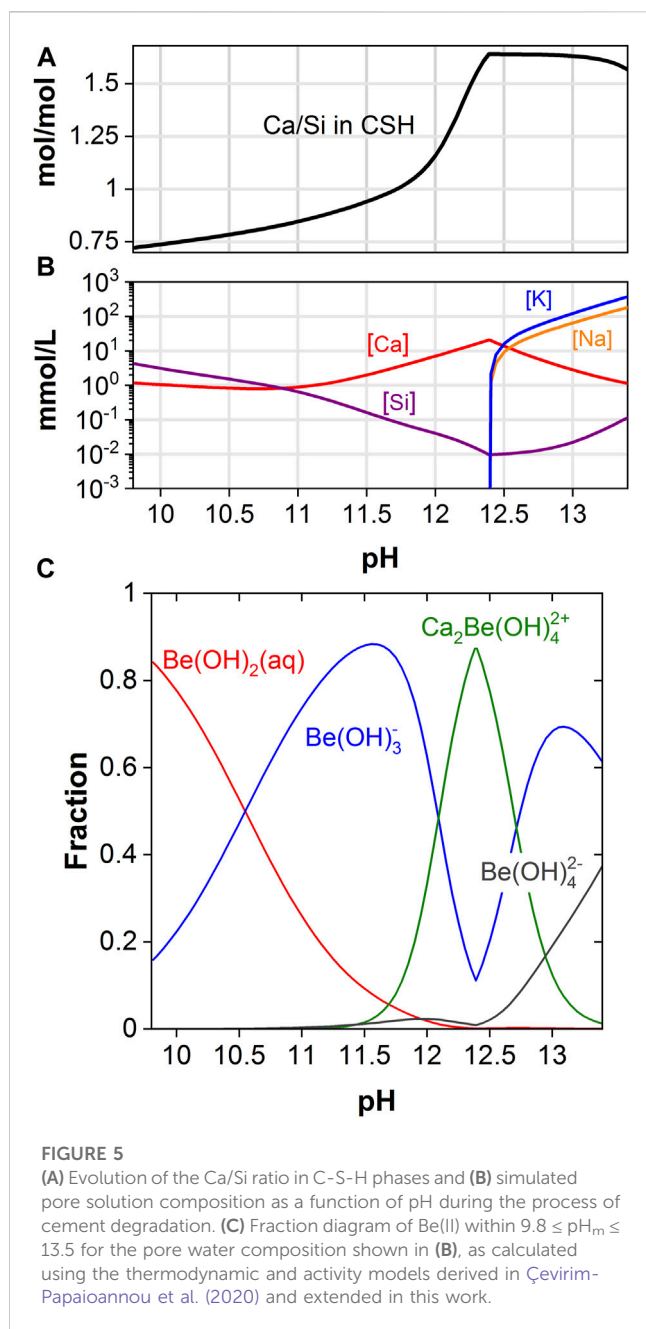 A
mol/mol
1.5
1.25
1
0.75
Ca/Si in CSH
B
mmol/L
10³
10²
10¹
10⁰
10⁻¹
10⁻²
10⁻³
[Ca]
[Si]
[K]
[Na]
10 10.5 11 11.5 12 12.5 13
pH
C
Fraction
1
0.8
0.6
0.4
0.2
0
Be(OH)₂(aq)
Be(OH)₃⁻
Ca₂Be(OH)₄²⁺
Be(OH)₄²⁻
10 10.5 11 11.5 12 12.5 13
pH
FIGURE 5
(A) Evolution of the Ca/Si ratio in C-S-H phases and (B) simulated
pore solution composition as a function of pH during the process of
cement degradation. (C) Fraction diagram of Be(II) within 9.8 ≤ pHₘ ≤
13.5 for the pore water composition shown in (B), as calculated
using the thermodynamic and activity models derived in Çevirim-
Papaioannou et al. (2020) and extended in this work.